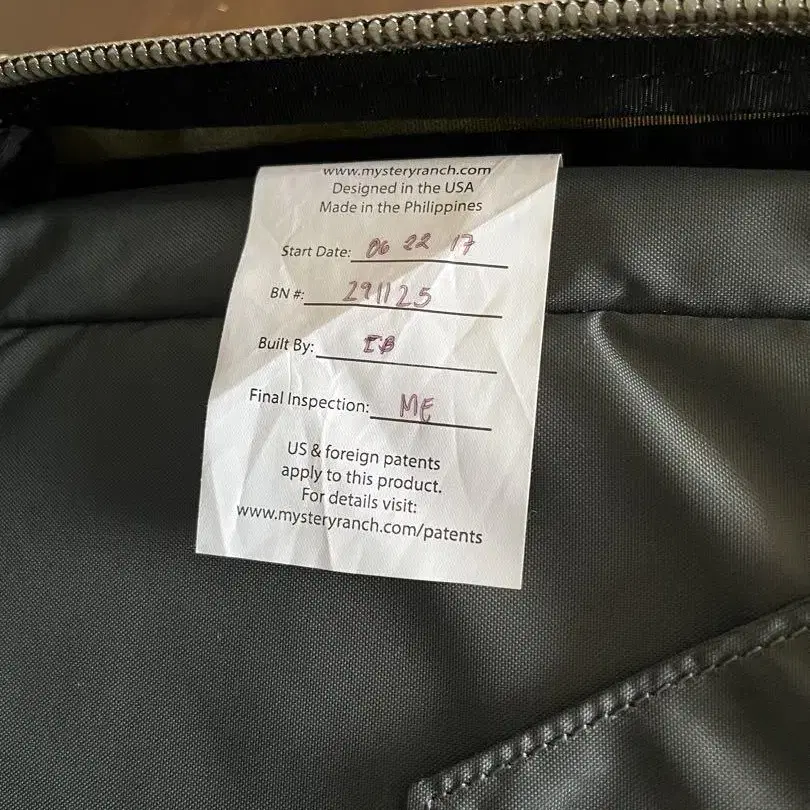 www.mysteryranch.com
Designed in the USA
Made in the Philippines
Start Date: 06 22 17
BN #: 291125
Built By: IB
Final Inspection: ME
US & foreign patents
apply to this product.
For details visit:
www.mysteryranch.com/patents